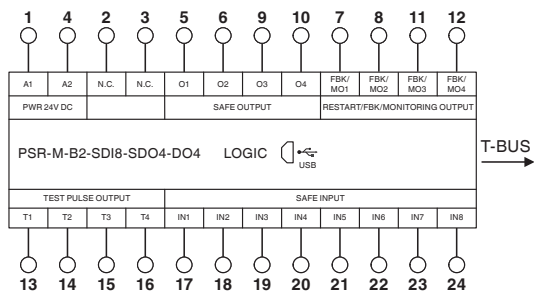 1 4 2 3 5 6 9 10 7 8 11 12
A1 A2 N.C. N.C. O1 O2 O3 O4 FBK/MO1 FBK/MO2 FBK/MO3 FBK/MO4
PWR 24V DC SAFE OUTPUT RESTART/FBK/MONITORING OUTPUT
PSR-M-B2-SDI8-SDO4-DO4 LOGIC USB T-BUS
TEST PULSE OUTPUT SAFE INPUT
T1 T2 T3 T4 IN1 IN2 IN3 IN4 IN5 IN6 IN7 IN8
13 14 15 16 17 18 19 20 21 22 23 24